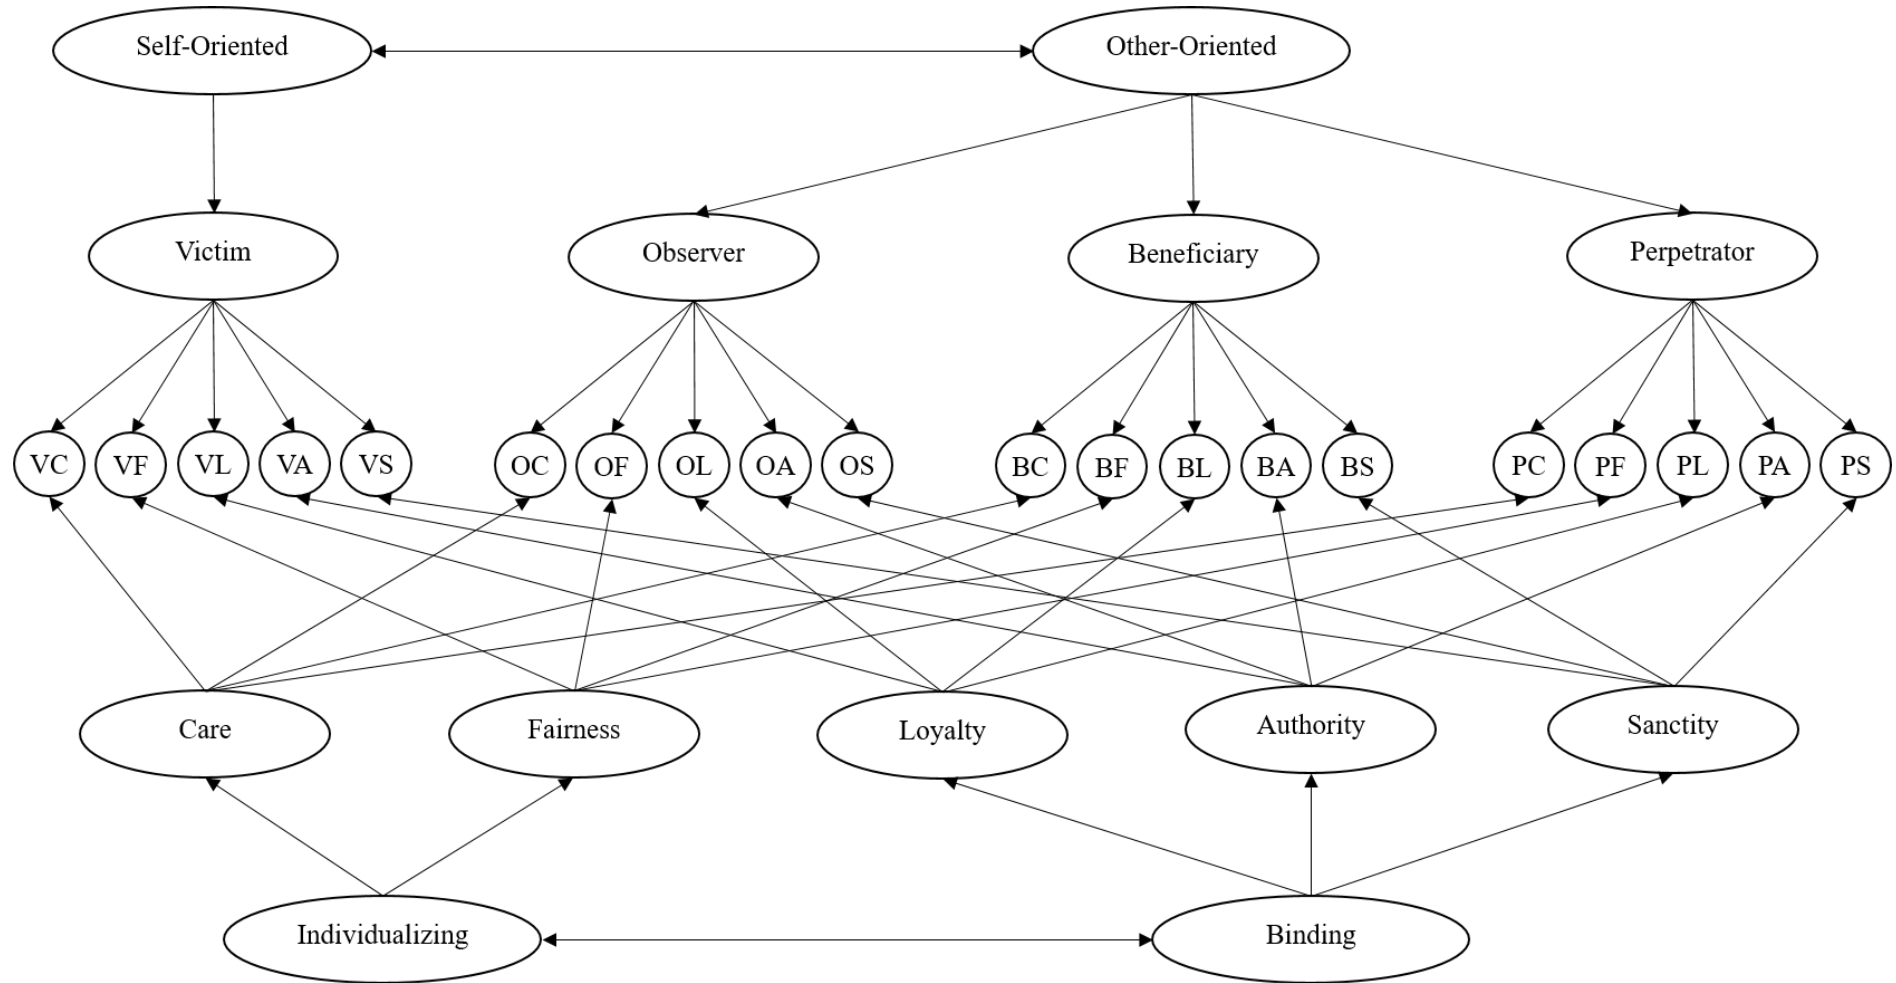 Self-Oriented
Other-Oriented
Victim
Observer
Beneficiary
Perpetrator
VC VF VL VA VS OC OF OL OA OS BC BF BL BA BS PC PF PL PA PS
Care
Fairness
Loyalty
Authority
Sanctity
Individualizing
Binding